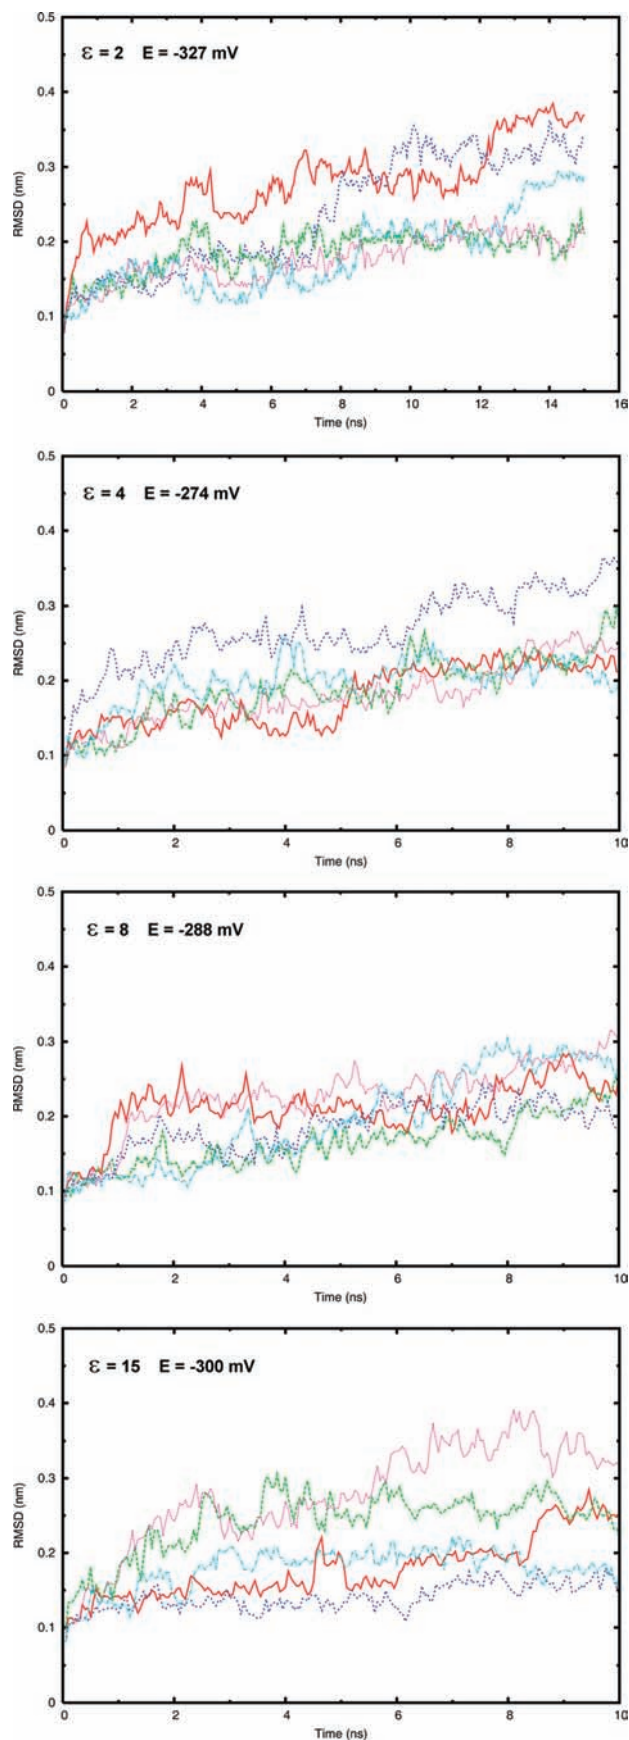 0.5
ε = 2 E = -327 mV
0.4
0.3
RMSD (nm)
0.2
0.1
0
0 2 4 6 8 10 12 14 16
Time (ns)
0.5
ε = 4 E = -274 mV
0.4
0.3
RMSD (nm)
0.2
0.1
0
0 2 4 6 8 10
Time (ns)
0.5
ε = 8 E = -288 mV
0.4
0.3
RMSD (nm)
0.2
0.1
0
0 2 4 6 8 10
Time (ns)
0.5
ε = 15 E = -300 mV
0.4
0.3
RMSD (nm)
0.2
0.1
0
0 2 4 6 8 10
Time (ns)